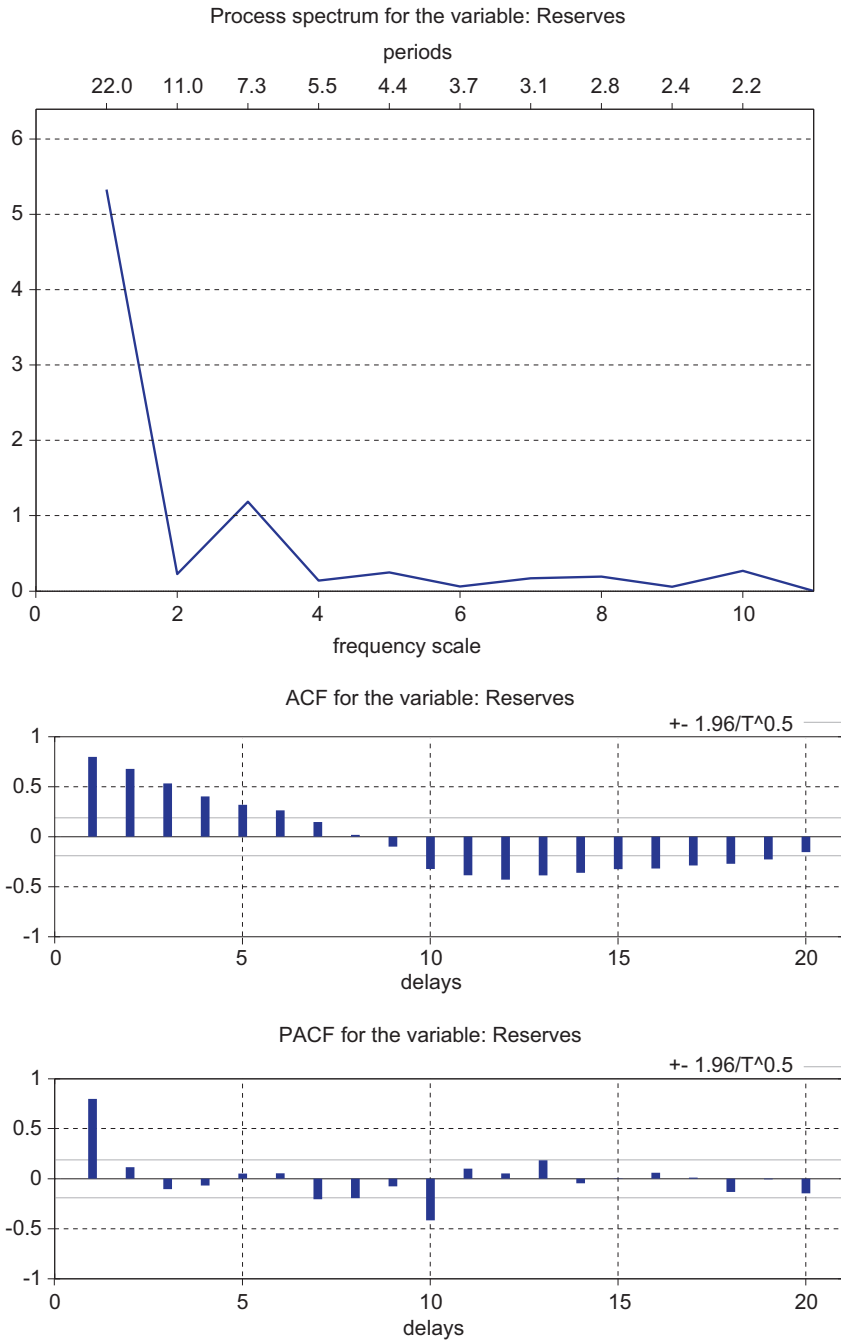 Process spectrum for the variable: Reserves
periods
22.0 11.0 7.3 5.5 4.4 3.7 3.1 2.8 2.4 2.2
6
5
4
3
2
1
0
0 2 4 6 8 10
frequency scale
ACF for the variable: Reserves
+- 1.96/T^0.5
1
0.5
0
-0.5
-1
0 5 10 15 20
delays
PACF for the variable: Reserves
+- 1.96/T^0.5
1
0.5
0
-0.5
-1
0 5 10 15 20
delays